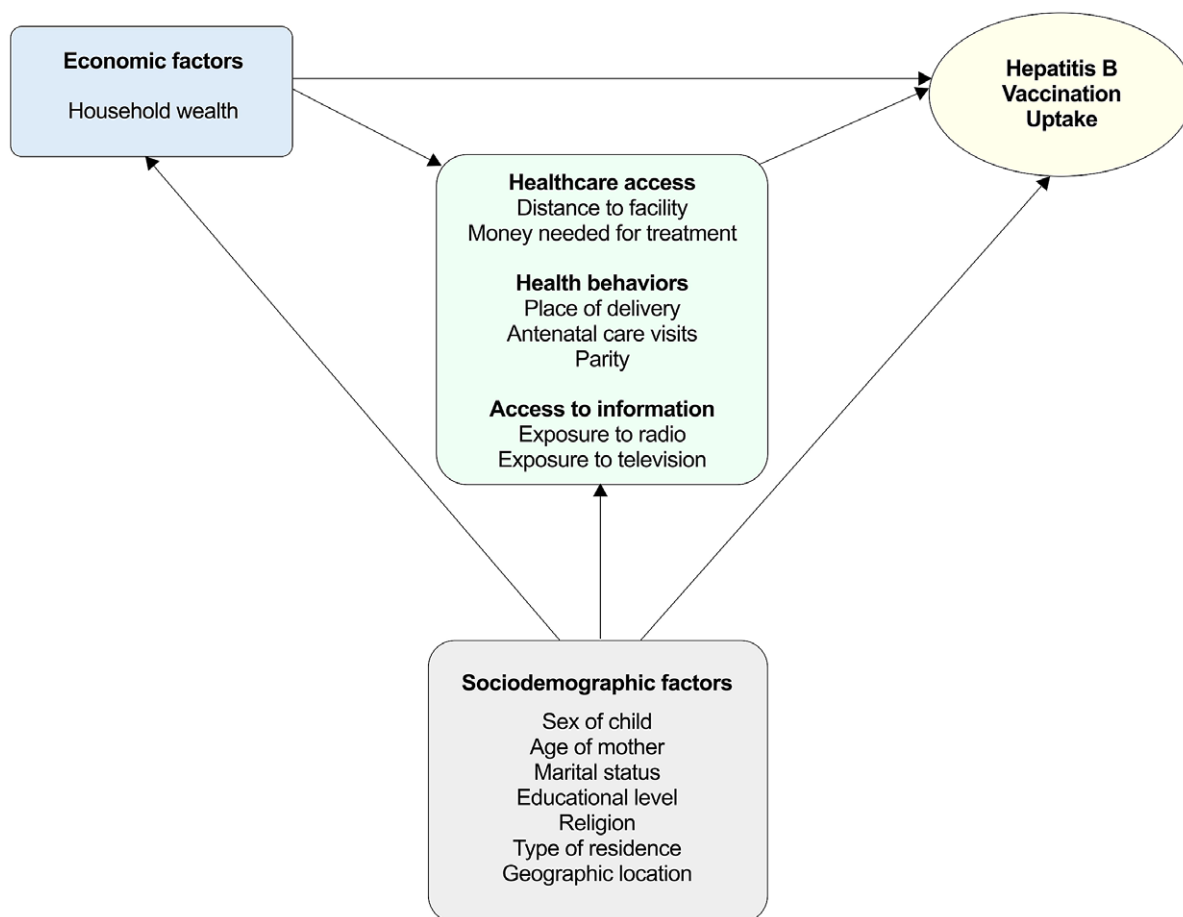 Economic factors
Household wealth
Hepatitis B
Vaccination
Uptake
Healthcare access
Distance to facility
Money needed for treatment
Health behaviors
Place of delivery
Antenatal care visits
Parity
Access to information
Exposure to radio
Exposure to television
Sociodemographic factors
Sex of child
Age of mother
Marital status
Educational level
Religion
Type of residence
Geographic location